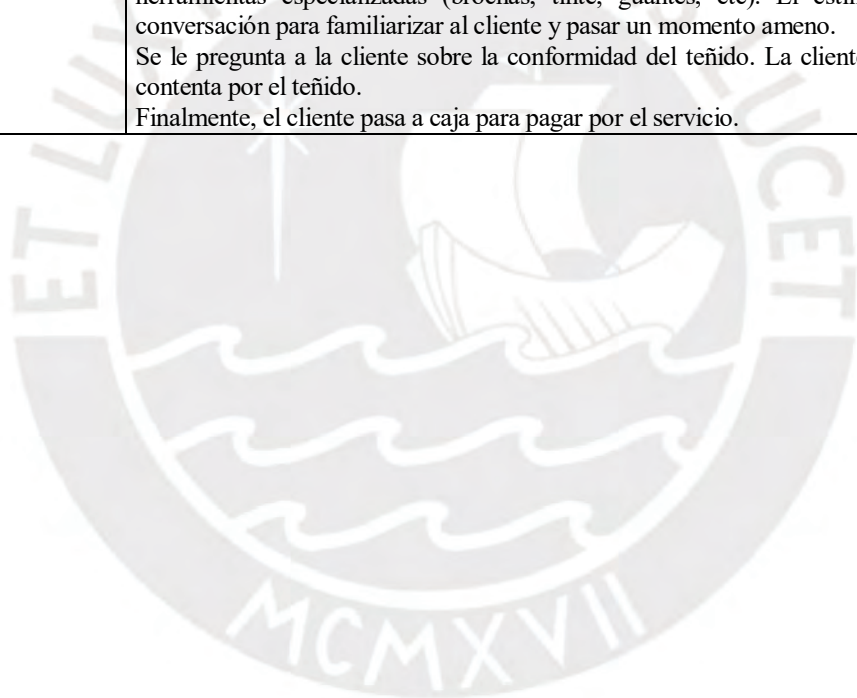 herramientas especializadas (brochas, tinte, guantes, etc). El
conversación para familiarizar al cliente y pasar un momento ameno.
Se le pregunta a la cliente sobre la conformidad del teñido. La
contenta por el teñido.
Finalmente, el cliente pasa a caja para pagar por el servicio.
ET
LUCET
MCMXVII